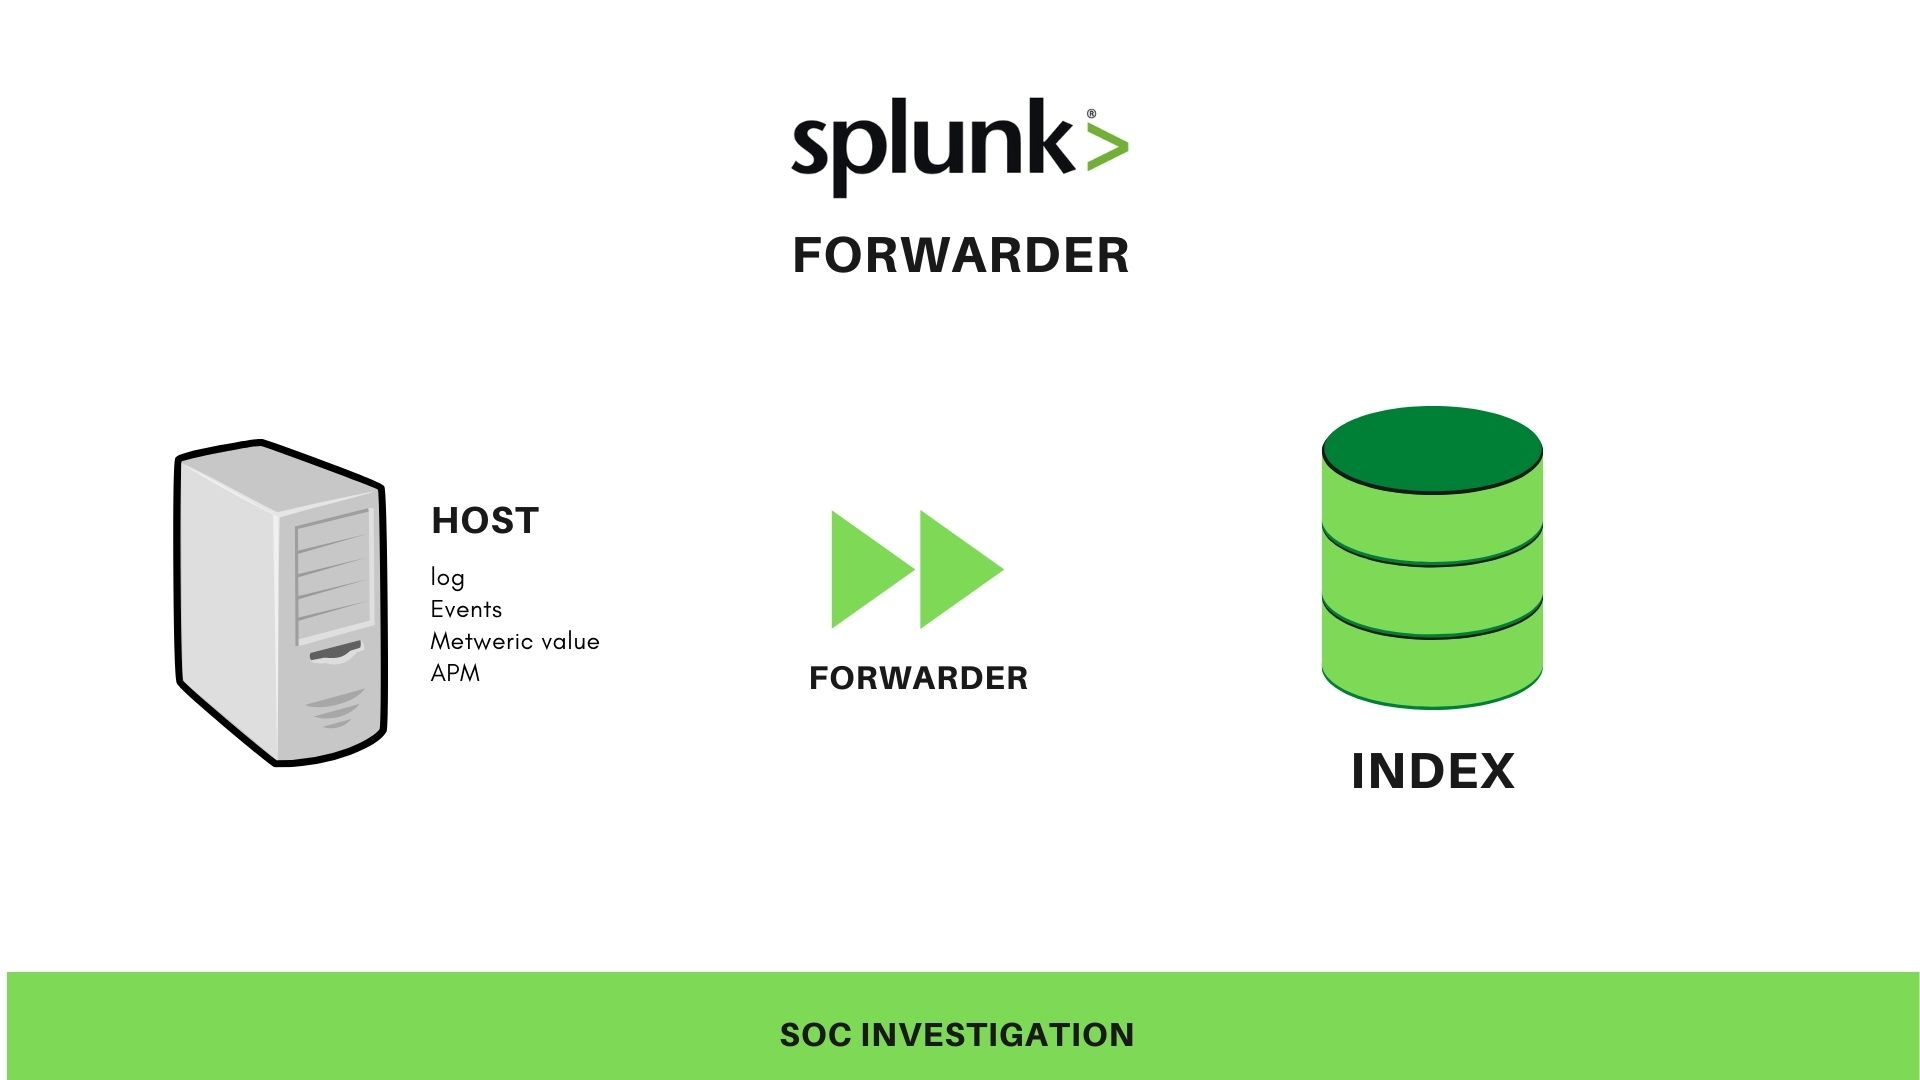 splunk>®
FORWARDER
HOST
log
Events
Metweric value
APM
FORWARDER
INDEX
SOC INVESTIGATION